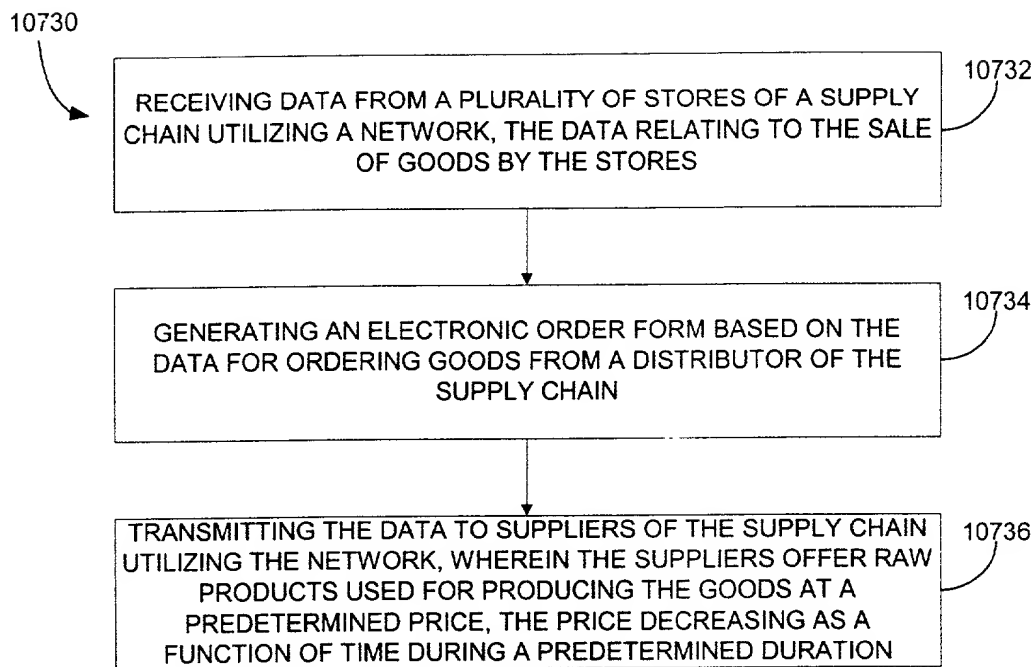 10730
10732
RECEIVING DATA FROM A PLURALITY OF STORES OF A SUPPLY
CHAIN UTILIZING A NETWORK, THE DATA RELATING TO THE SALE
OF GOODS BY THE STORES
10734
GENERATING AN ELECTRONIC ORDER FORM BASED ON THE
DATA FOR ORDERING GOODS FROM A DISTRIBUTOR OF THE
SUPPLY CHAIN
10736
TRANSMITTING THE DATA TO SUPPLIERS OF THE SUPPLY CHAIN
UTILIZING THE NETWORK, WHEREIN THE SUPPLIERS OFFER RAW
PRODUCTS USED FOR PRODUCING THE GOODS AT A
PREDETERMINED PRICE, THE PRICE DECREASING AS A
FUNCTION OF TIME DURING A PREDETERMINED DURATION